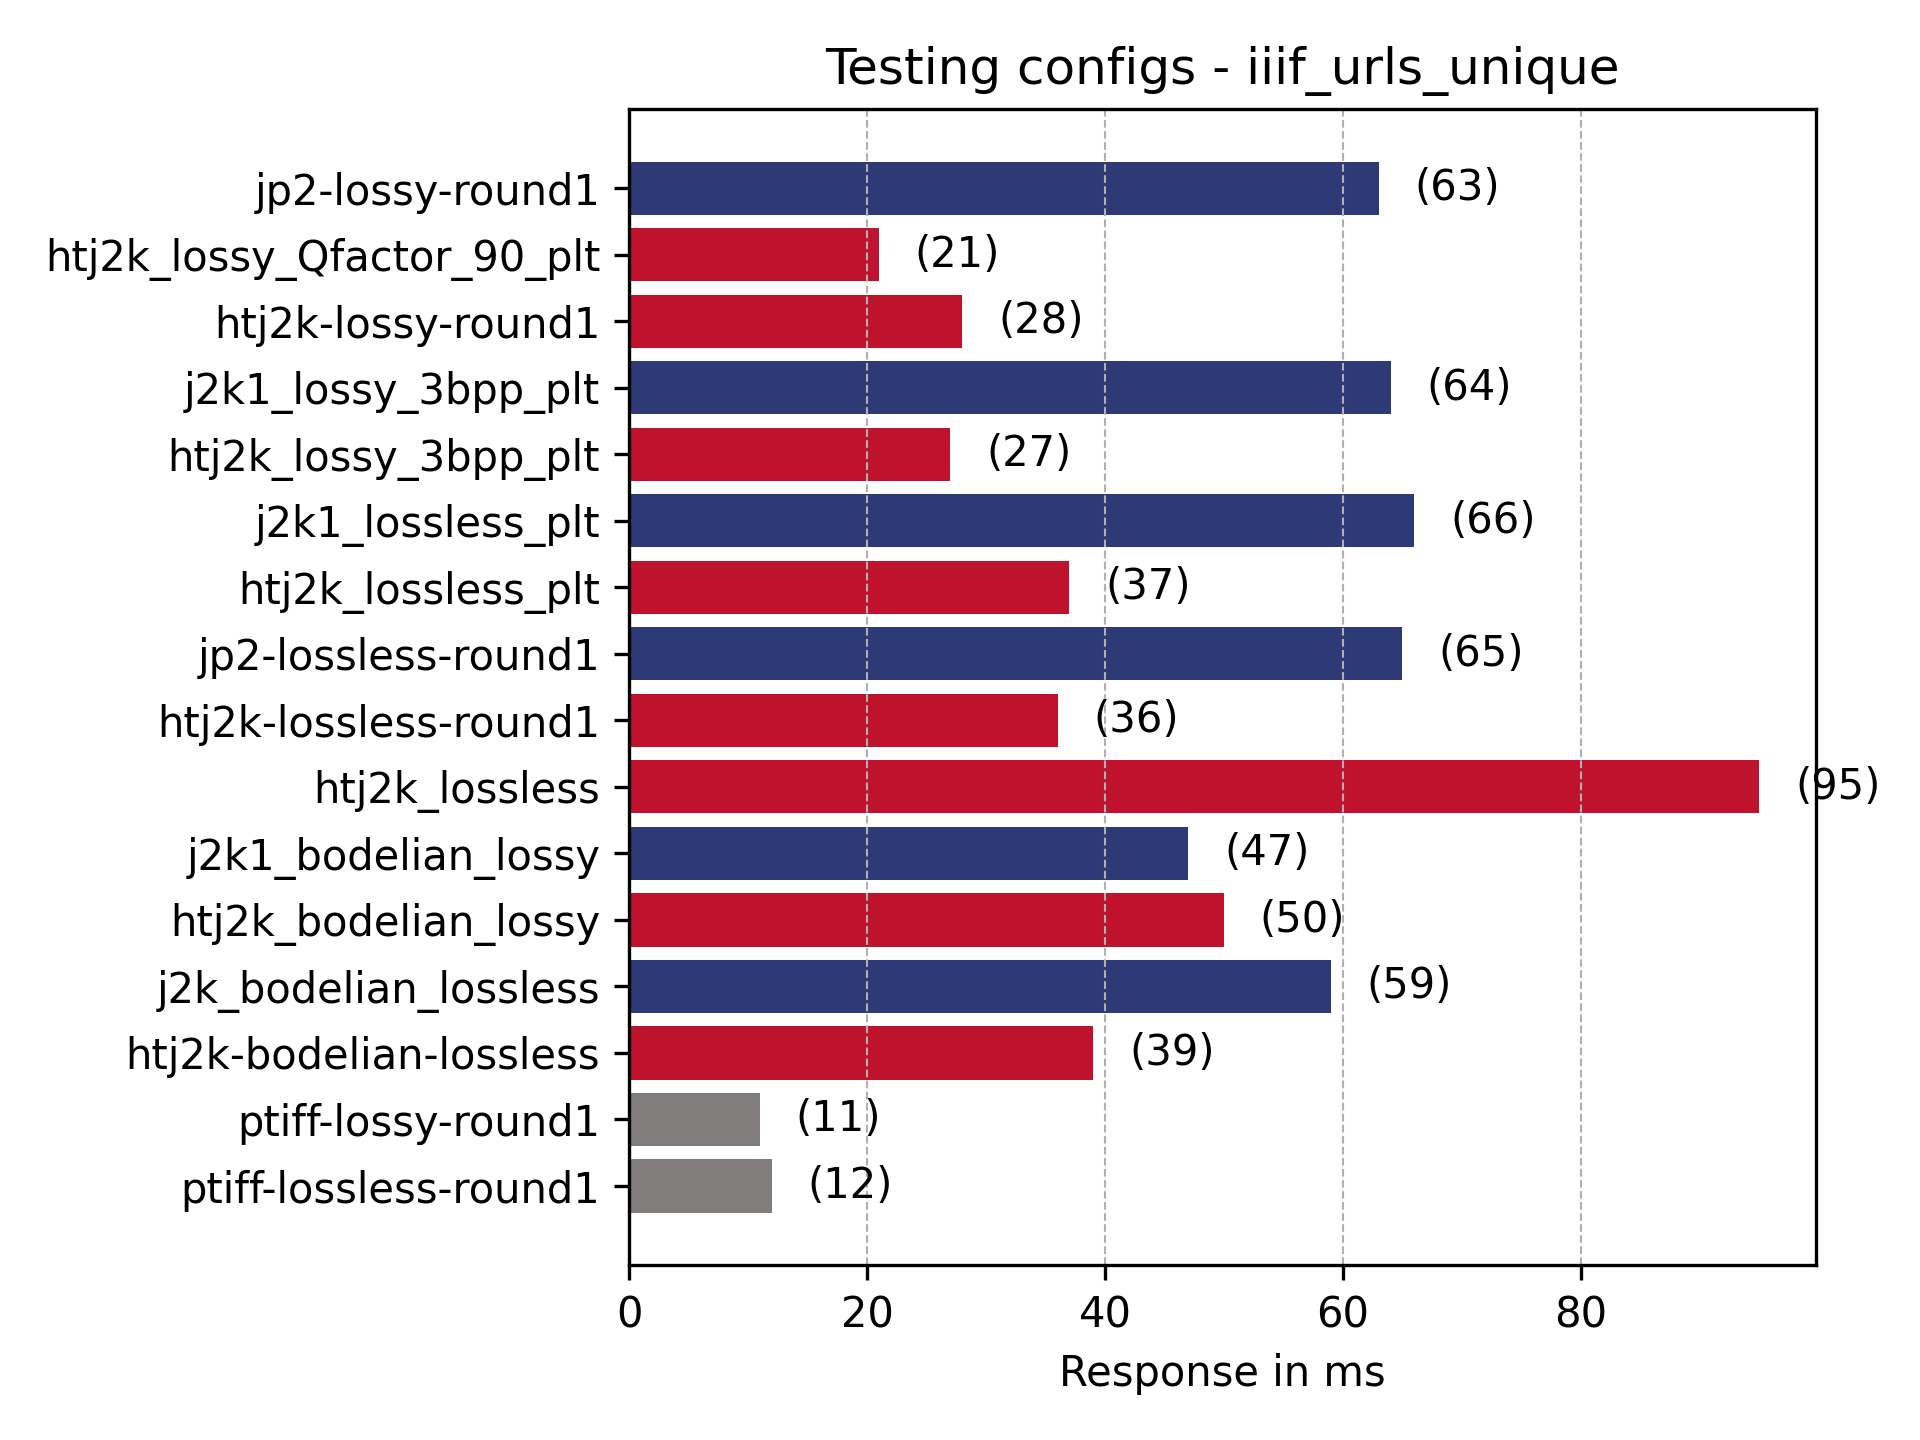 Testing configs - iiif_urls_unique
jp2-lossy-round1 (63)
htj2k_lossy_Qfactor_90_plt (21)
htj2k-lossy-round1 (28)
j2k1_lossy_3bpp_plt (64)
htj2k_lossy_3bpp_plt (27)
j2k1_lossless_plt (66)
htj2k_lossless_plt (37)
jp2-lossless-round1 (65)
htj2k-lossless-round1 (36)
htj2k_lossless (95)
j2k1_bodelian_lossy (47)
htj2k_bodelian_lossy (50)
j2k_bodelian_lossless (59)
htj2k-bodelian-lossless (39)
ptiff-lossy-round1 (11)
ptiff-lossless-round1 (12)
0 20 40 60 80
Response in ms